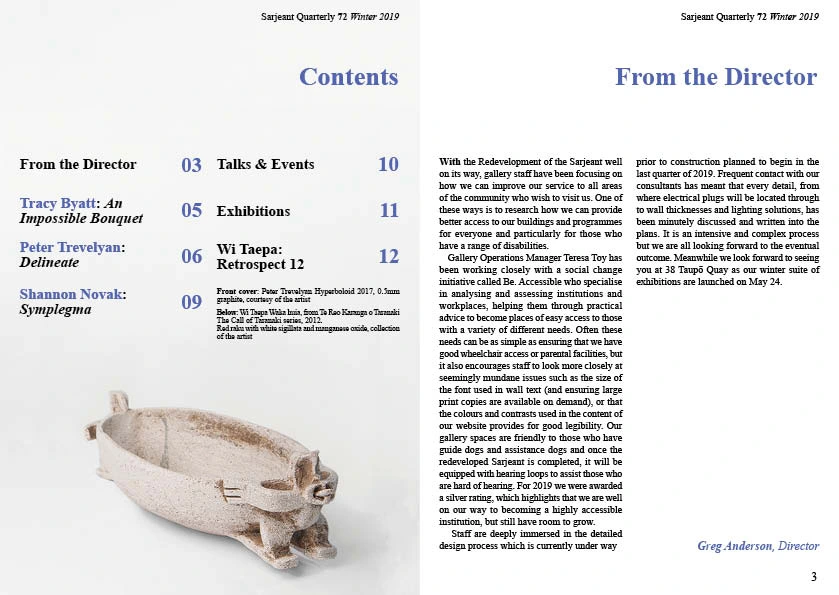 Sarjeant Quarterly 72 Winter 2019
Contents
From the Director 03
Tracy Byatt: An
Impossible Bouquet 05
Peter Trevelyan:
Delineate 06
Shannon Novak:
Symplegma 09
Talks & Events 10
Exhibitions 11
Wi Taepa:
Retrospect 12 12
Front cover: Peter Trevelyan Hyperboloid 2017, 0.5mm
graphite, courtesy of the artist
Below: Wi Taepa Waka huia, from Te Reo Karanga o Taranaki
The Call of Taranaki series, 2012.
Red raku with white sigillata and manganese oxide, collection
of the artist
Sarjeant Quarterly 72 Winter 2019
From the Director
With the Redevelopment of the Sarjeant well
on its way, gallery staff have been focusing on
how we can improve our service to all areas
of the community who wish to visit us. One of
these ways is to research how we can provide
better access to our buildings and programmes
for everyone and particularly for those who
have a range of disabilities.
Gallery Operations Manager Teresa Toy has
been working closely with a social change
initiative called Be. Accessible who specialise
in analysing and assessing institutions and
workplaces, helping them through practical
advice to become places of easy access to those
with a variety of different needs. Often these
needs can be as simple as ensuring that we have
good wheelchair access or parental facilities, but
it also encourages staff to look more closely at
seemingly mundane issues such as the size of
the font used in wall text (and ensuring large
print copies are available on demand), or that
the colours and contrasts used in the content of
our website provides for good legibility. Our
gallery spaces are friendly to those who have
guide dogs and assistance dogs and once the
redeveloped Sarjeant is completed, it will be
equipped with hearing loops to assist those who
are hard of hearing. For 2019 we were awarded
a silver rating, which highlights that we are well
on our way to becoming a highly accessible
institution, but still have room to grow.
Staff are deeply immersed in the detailed
design process which is currently under way
prior to construction planned to begin in the
last quarter of 2019. Frequent contact with our
consultants has meant that every detail, from
where electrical plugs will be located through
to wall thicknesses and lighting solutions, has
been minutely discussed and written into the
plans. It is an intensive and complex process
but we are all looking forward to the eventual
outcome. Meanwhile we look forward to seeing
you at 38 Taupō Quay as our winter suite of
exhibitions are launched on May 24.
Greg Anderson, Director
3